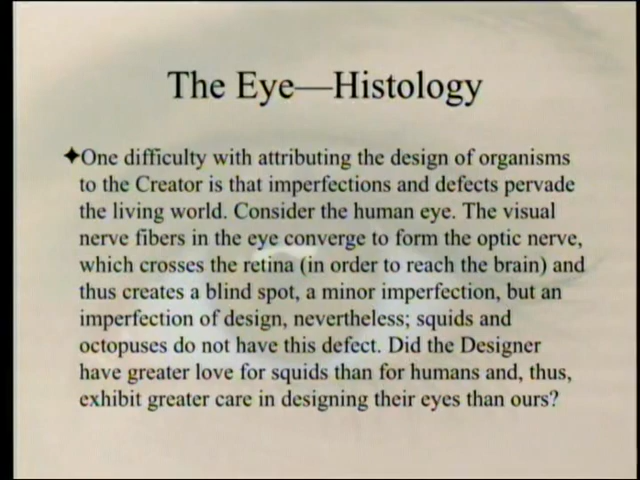 The Eye—Histology
✦One difficulty with attributing the design of organisms
to the Creator is that imperfections and defects pervade
the living world. Consider the human eye. The visual
nerve fibers in the eye converge to form the optic nerve,
which crosses the retina (in order to reach the brain) and
thus creates a blind spot, a minor imperfection, but an
imperfection of design, nevertheless; squids and
octopuses do not have this defect. Did the Designer
have greater love for squids than for humans and, thus,
exhibit greater care in designing their eyes than ours?